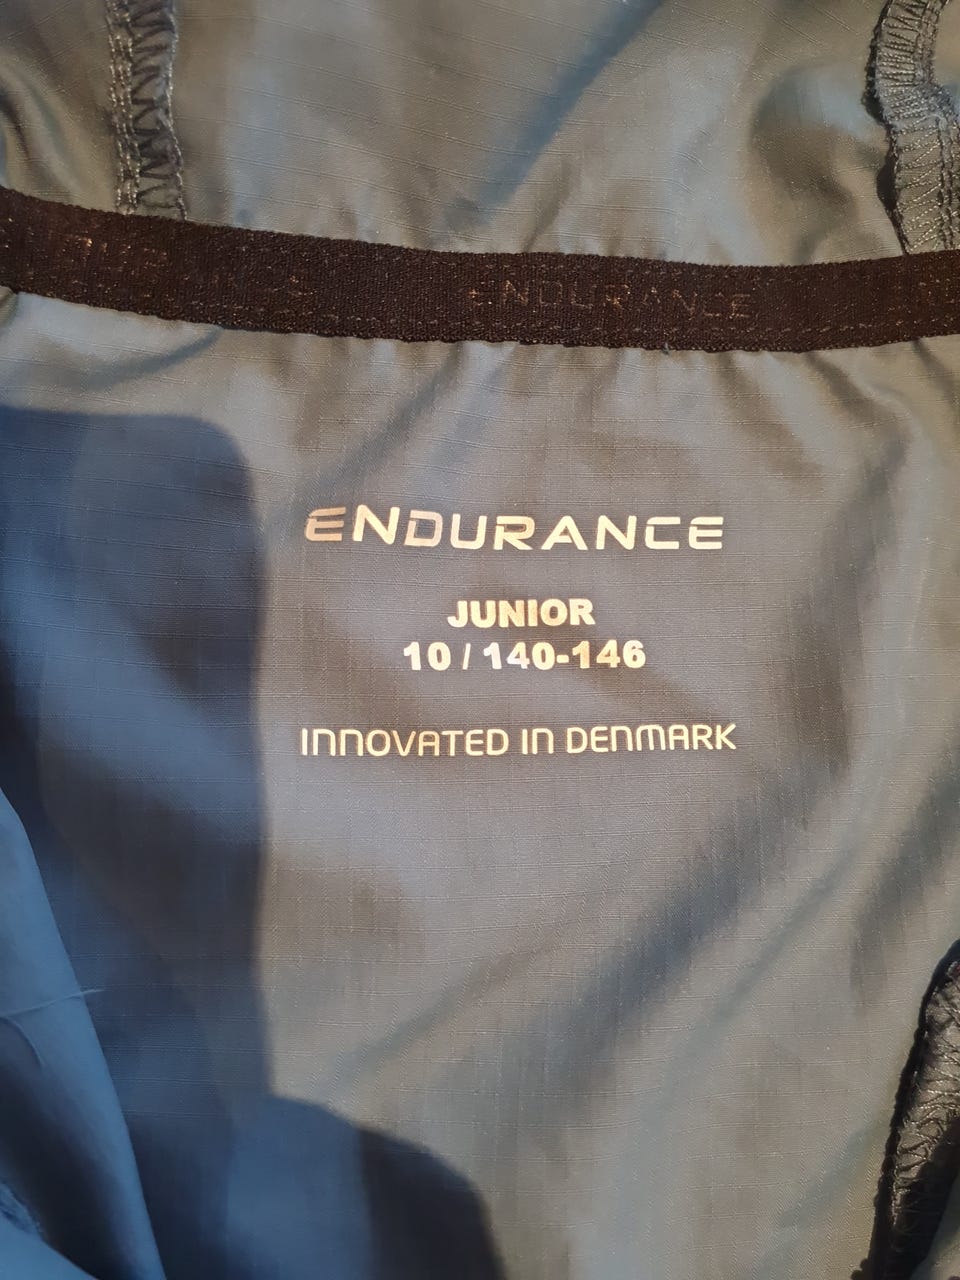 ENDURANCE
ENDURANCE
JUNIOR
10 / 140-146
INNOVATED IN DENMARK